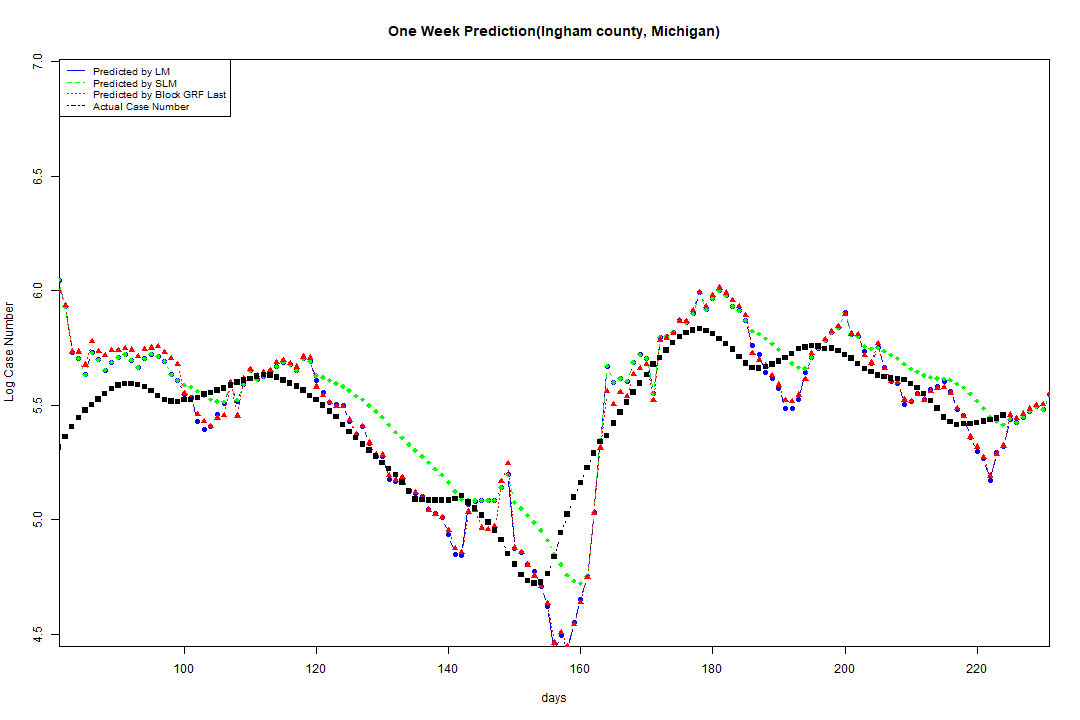 One Week Prediction(Ingham county, Michigan)
7.0
Predicted by LM
Predicted by SLM
Predicted by Block GRF Last
Actual Case Number
6.5
6.0
5.5
5.0
4.5
Log Case Number
100 120 140 160 180 200 220
days